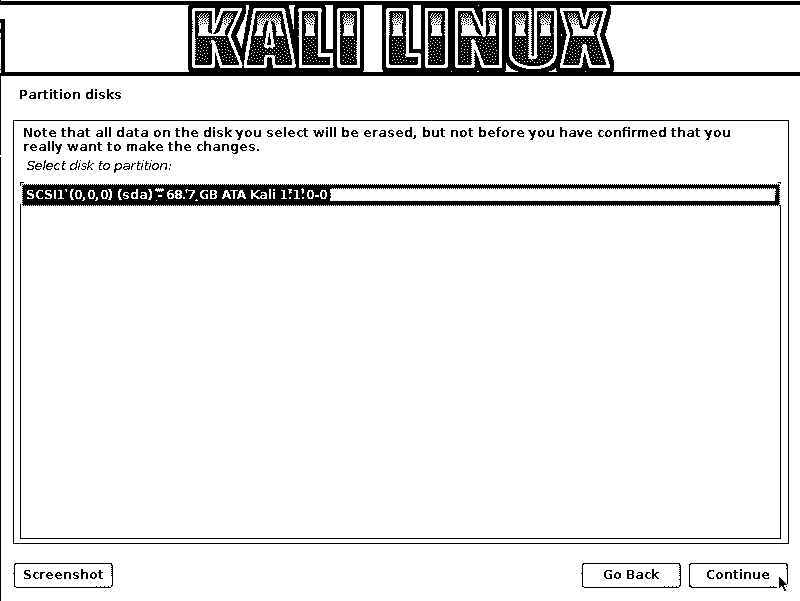 KALI LINUX
Partition disks
Note that all data on the disk you select will be erased, but not before you have confirmed that you
really want to make the changes.
Select disk to partition:
SCSI1 (0,0,0) (sda) - 68.7 GB ATA Kali 1.1.0-0
Screenshot
Go Back
Continue